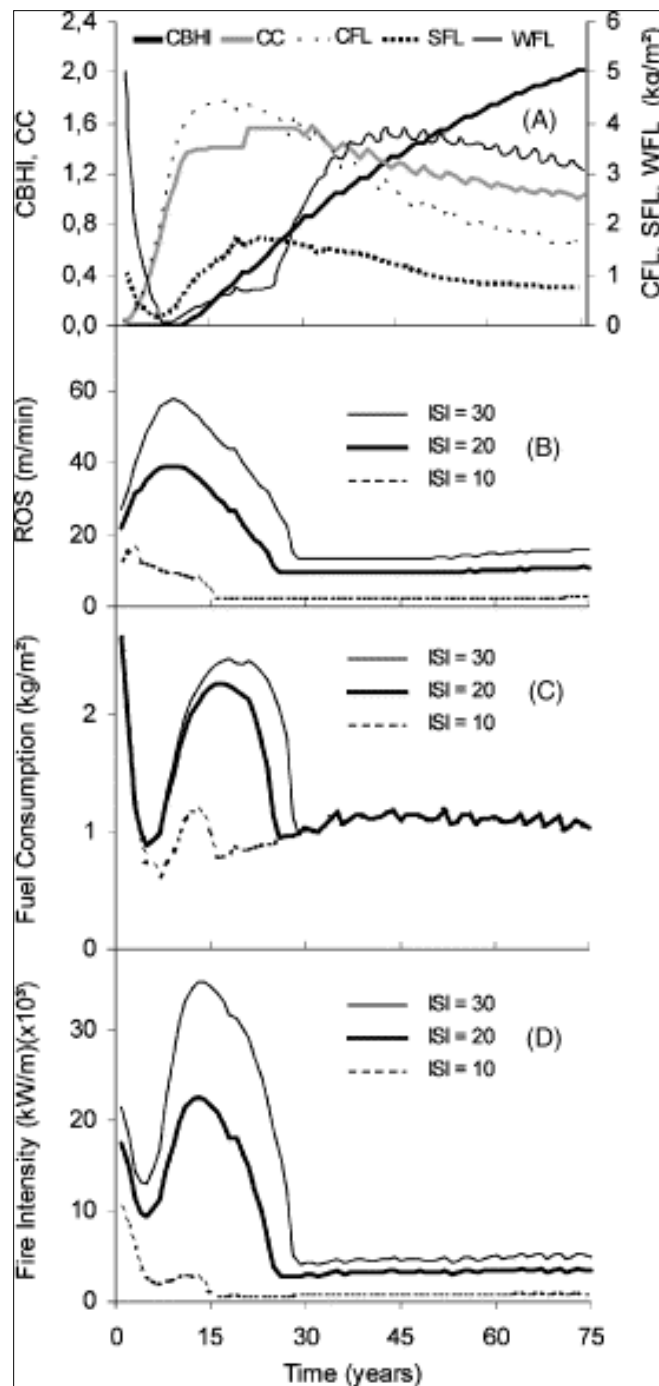 CBHI CC CFL SFL WFL
2,4
2,0
1,6
1,2
0,8
0,4
0,0
CBHI, CC
(A)
6
5
4
3
2
1
0
CFL, SFL, WFL (kg/m²)
60
40
20
0
ROS (m/min)
ISI = 30
ISI = 20
ISI = 10
(B)
2
1
0
Fuel Consumption (kg/m²)
ISI = 30
ISI = 20
ISI = 10
(C)
30
20
10
0
Fire Intensity (kW/m)(x10³)
ISI = 30
ISI = 20
ISI = 10
(D)
0 15 30 45 60 75
Time (years)